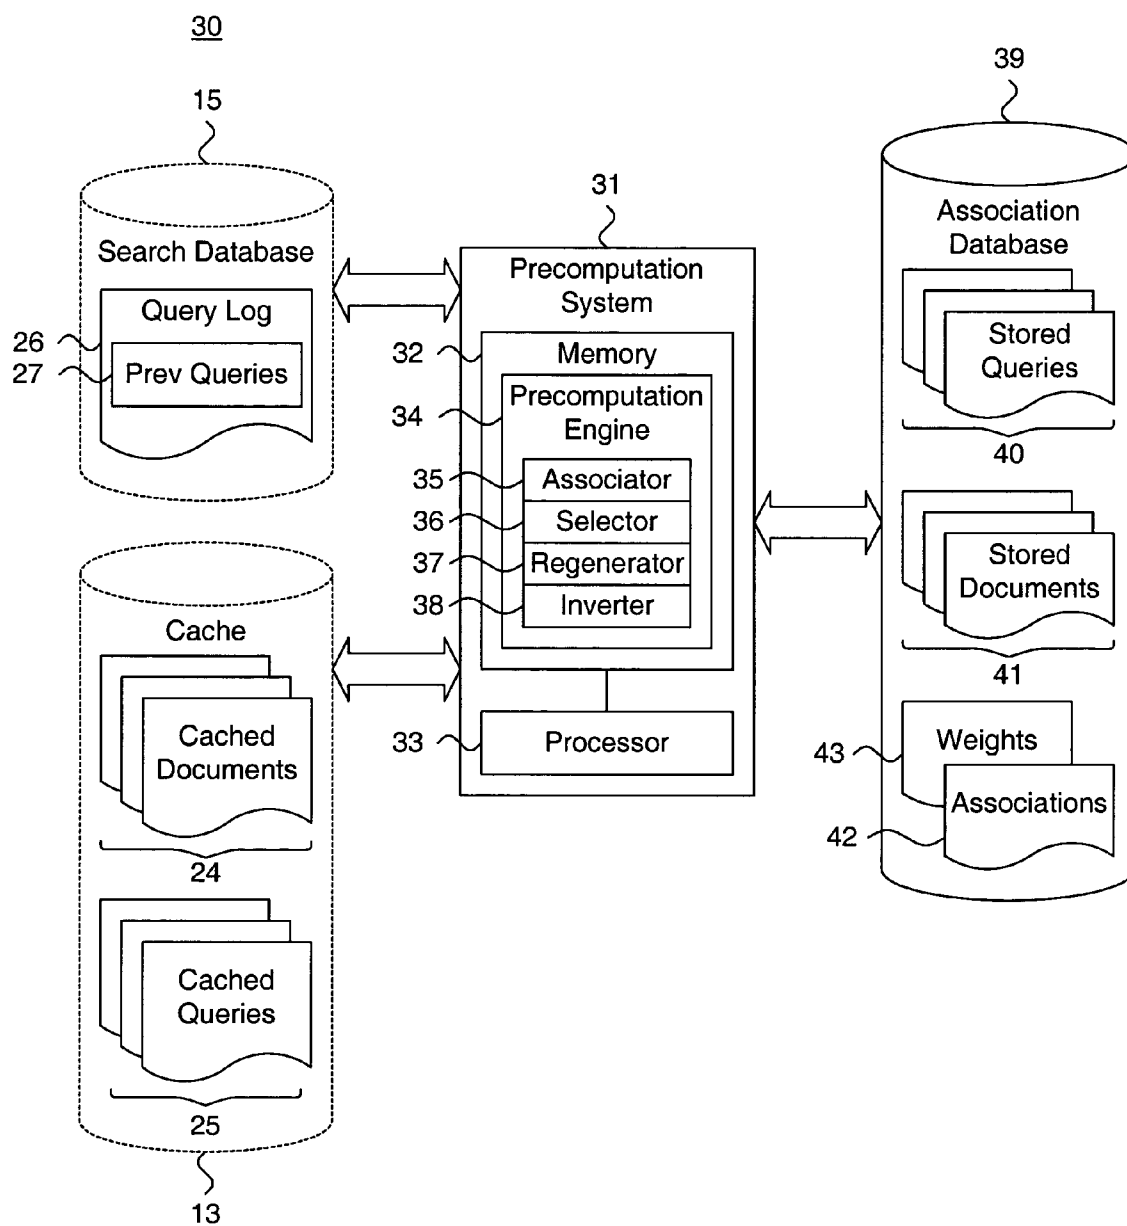 30
15
Search Database
Query Log
26
27
Prev Queries
Cache
Cached
Documents
24
Cached
Queries
25
13
31
Precomputation
System
32
Memory
34
Precomputation
Engine
35
Associator
36
Selector
37
Regenerator
38
Inverter
33
Processor
39
Association
Database
Stored
Queries
40
Stored
Documents
41
43
Weights
42
Associations